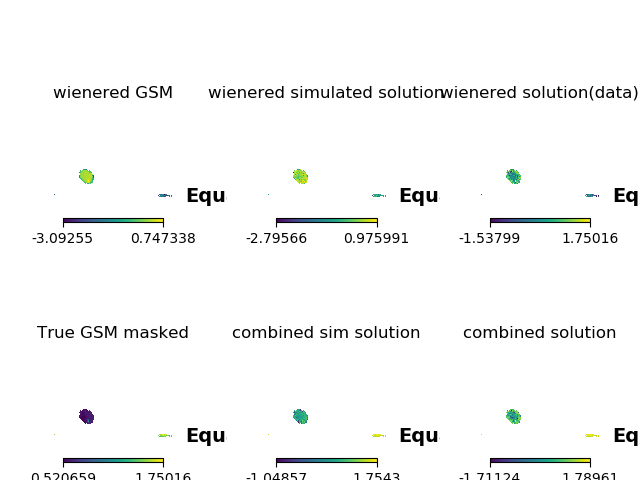 wienered GSM
wienered simulated solution
wienered solution(data)
Equ
Equ
Eq
-3.09255 0.747338
-2.79566 0.975991
-1.53799 1.75016
True GSM masked
combined sim solution
combined solution
Equ
Equ
Eq
0.520659 1.75016
-1.04857 1.7543
-1.71124 1.78961